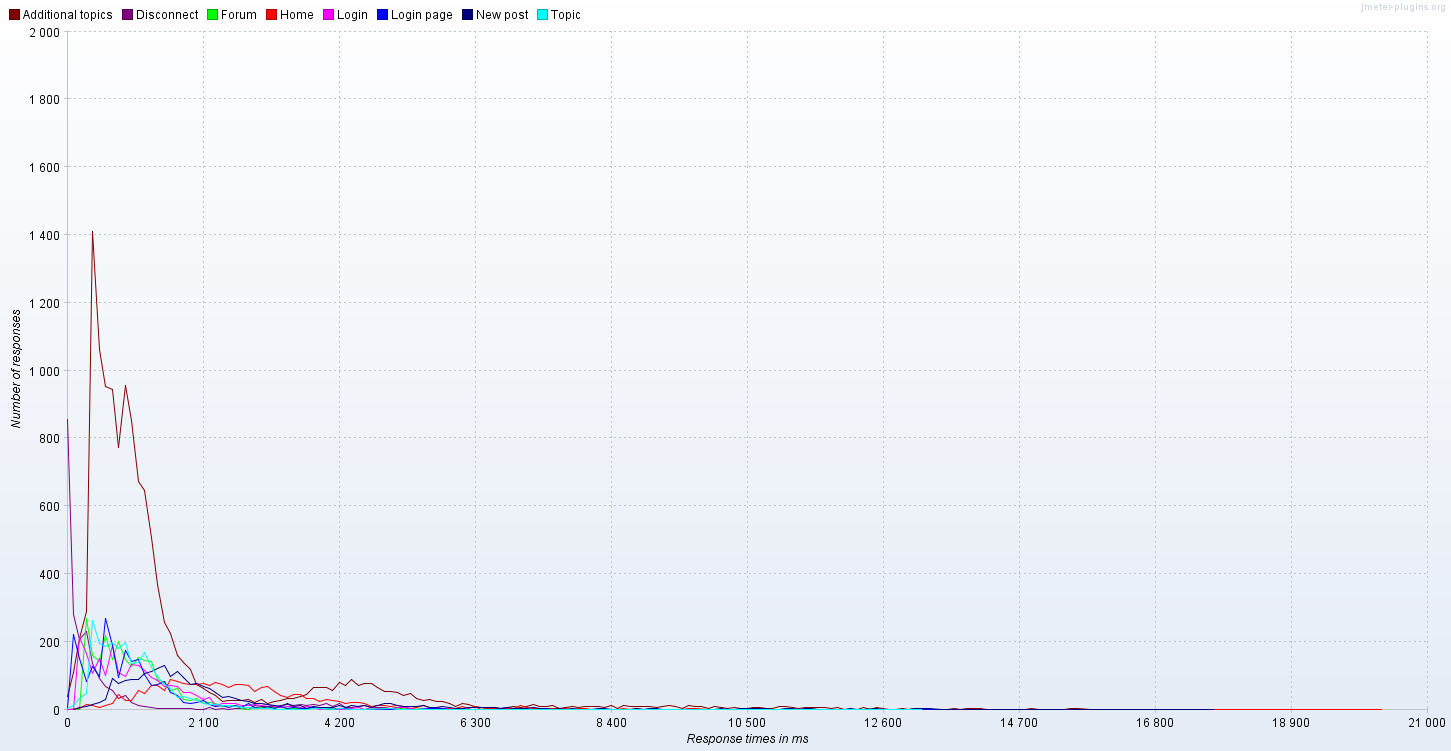 Additional topics Disconnect Forum Home Login Login page New post Topic
jmeter-plugins.org
2 000
1 800
1 600
1 400
1 200
1 000
800
600
400
200
0
Number of responses
0 2 100 4 200 6 300 8 400 10 500 12 600 14 700 16 800 18 900 21 000
Response times in ms